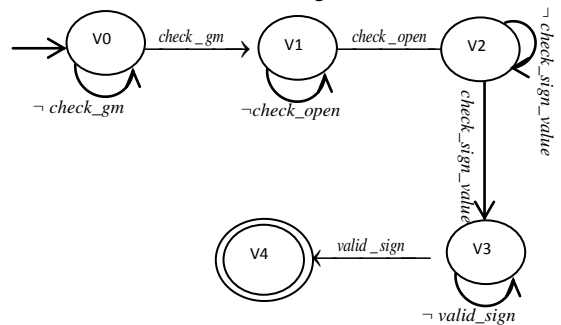 V0
check_gm
V1
check_open
V2
¬ check_sign_value
¬ check_gm
¬check_open
check_sign_value
V4
valid_sign
V3
¬ valid_sign